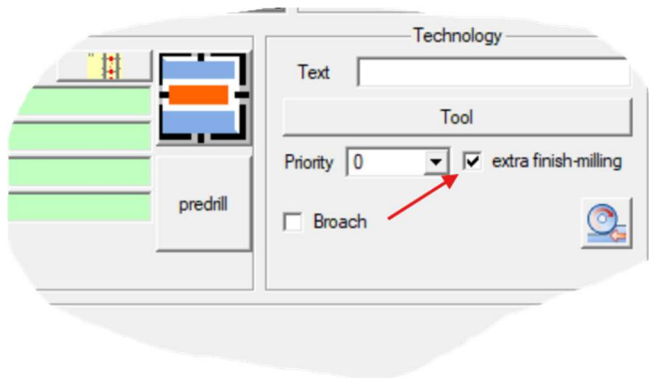 Technology
Text
Tool
Priority 0 extra finish-milling
predrill
Broach